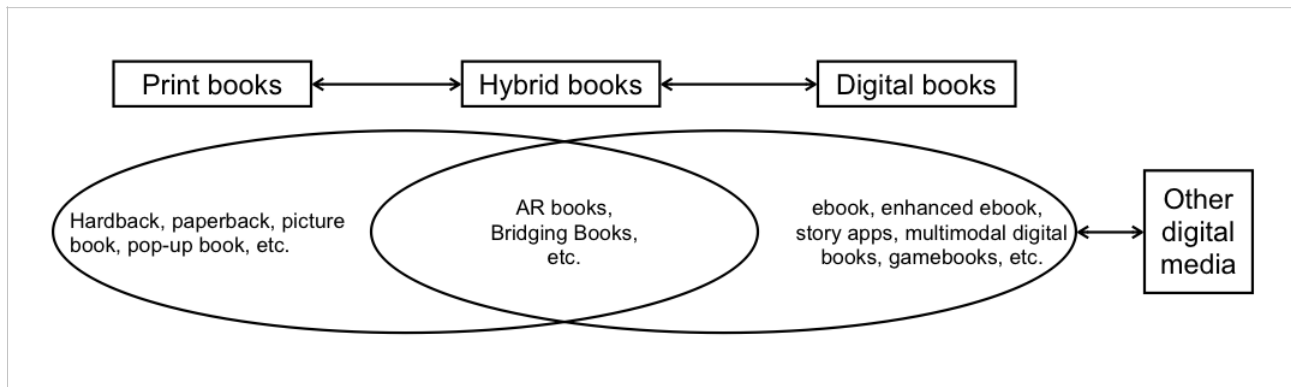 Print books
Hybrid books
Digital books
Hardback, paperback, picture
book, pop-up book, etc.
AR books,
Bridging Books,
etc.
ebook, enhanced ebook,
story apps, multimodal digital
books, gamebooks, etc.
Other
digital
media